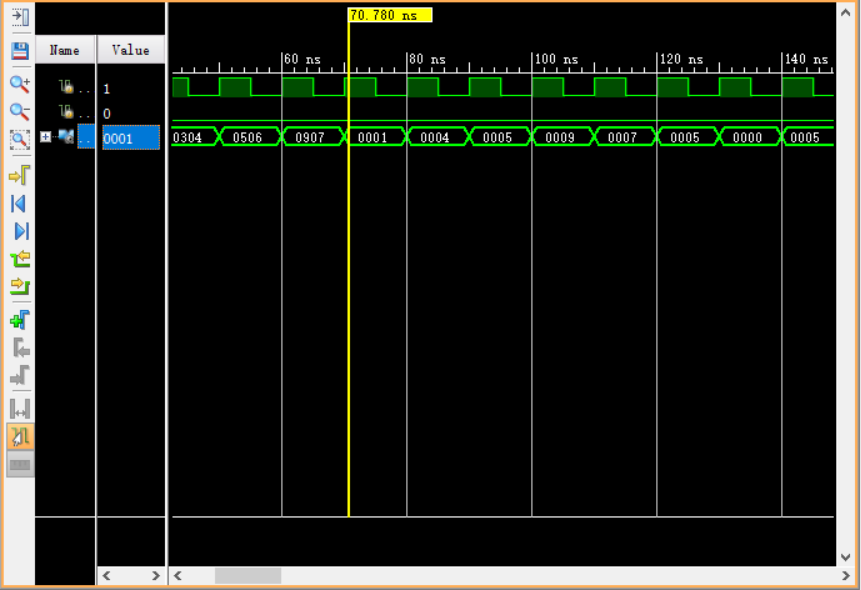 70.780 ns
Name Value
60 ns 80 ns 100 ns 120 ns 140 ns
.. 1
.. 0
.. 0001 0304 0506 0907 0001 0004 0005 0009 0007 0005 0000 0005